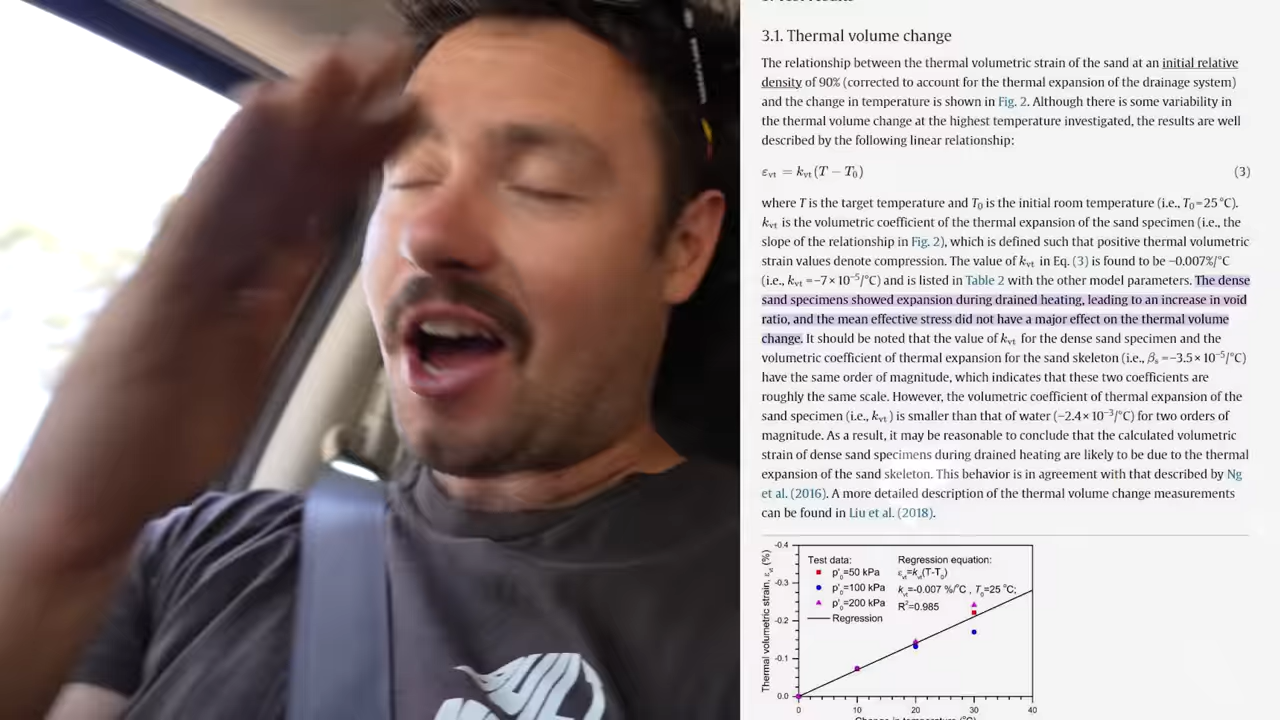 3.1. Thermal volume change
The relationship between the thermal volumetric strain of the sand at an initial relative
density of 90% (corrected to account for the thermal expansion of the drainage system)
and the change in temperature is shown in Fig. 2. Although there is some variability in
the thermal volume change at the highest temperature investigated, the results are well
described by the following linear relationship:
εvt = kvt(T − T0) (3)
where T is the target temperature and T0 is the initial room temperature (i.e., T0=25 °C).
kvt is the volumetric coefficient of the thermal expansion of the sand specimen (i.e., the
slope of the relationship in Fig. 2), which is defined such that positive thermal volumetric
strain values denote compression. The value of kvt in Eq. (3) is found to be −0.007%/°C
(i.e., kvt =−7×10−5/°C) and is listed in Table 2 with the other model parameters. The dense
sand specimens showed expansion during drained heating, leading to an increase in void
ratio, and the mean effective stress did not have a major effect on the thermal volume
change. It should be noted that the value of kvt for the dense sand specimen and the
volumetric coefficient of thermal expansion for the sand skeleton (i.e., βs =−3.5×10−5/°C)
have the same order of magnitude, which indicates that these two coefficients are
roughly the same scale. However, the volumetric coefficient of thermal expansion of the
sand specimen (i.e., kvt) is smaller than that of water (−2.4×10−3/°C) for two orders of
magnitude. As a result, it may be reasonable to conclude that the calculated volumetric
strain of dense sand specimens during drained heating are likely to be due to the thermal
expansion of the sand skeleton. This behavior is in agreement with that described by Ng
et al. (2016). A more detailed description of the thermal volume change measurements
can be found in Liu et al. (2018).
Thermal volumetric strain, εvt (%)
-0.4
-0.3
-0.2
-0.1
0.0
Test data:
p'0=50 kPa
p'0=100 kPa
p'0=200 kPa
Regression
Regression equation:
εvt=kvt(T-T0)
kvt=-0.007 %/°C , T0=25 °C;
R2=0.985
0 10 20 30 40